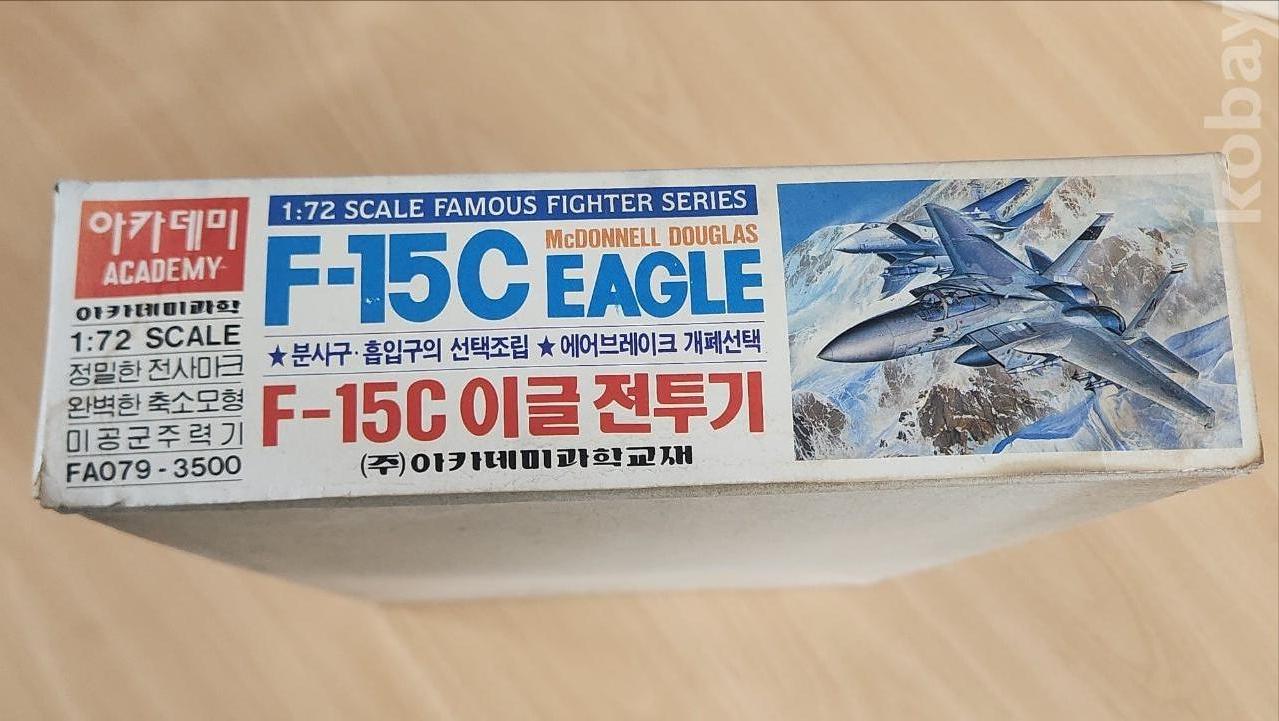 아카데미
ACADEMY
아카데미과학
1:72 SCALE
정밀한 전사마크
완벽한 축소모형
미공군주력기
FA079-3500
1:72 SCALE FAMOUS FIGHTER SERIES
McDONNELL DOUGLAS
F-15C EAGLE
★분사구·흡입구의 선택조립 ★에어브레이크 개폐선택
F-15C 이글 전투기
(주)아카데미과학교재
kobay